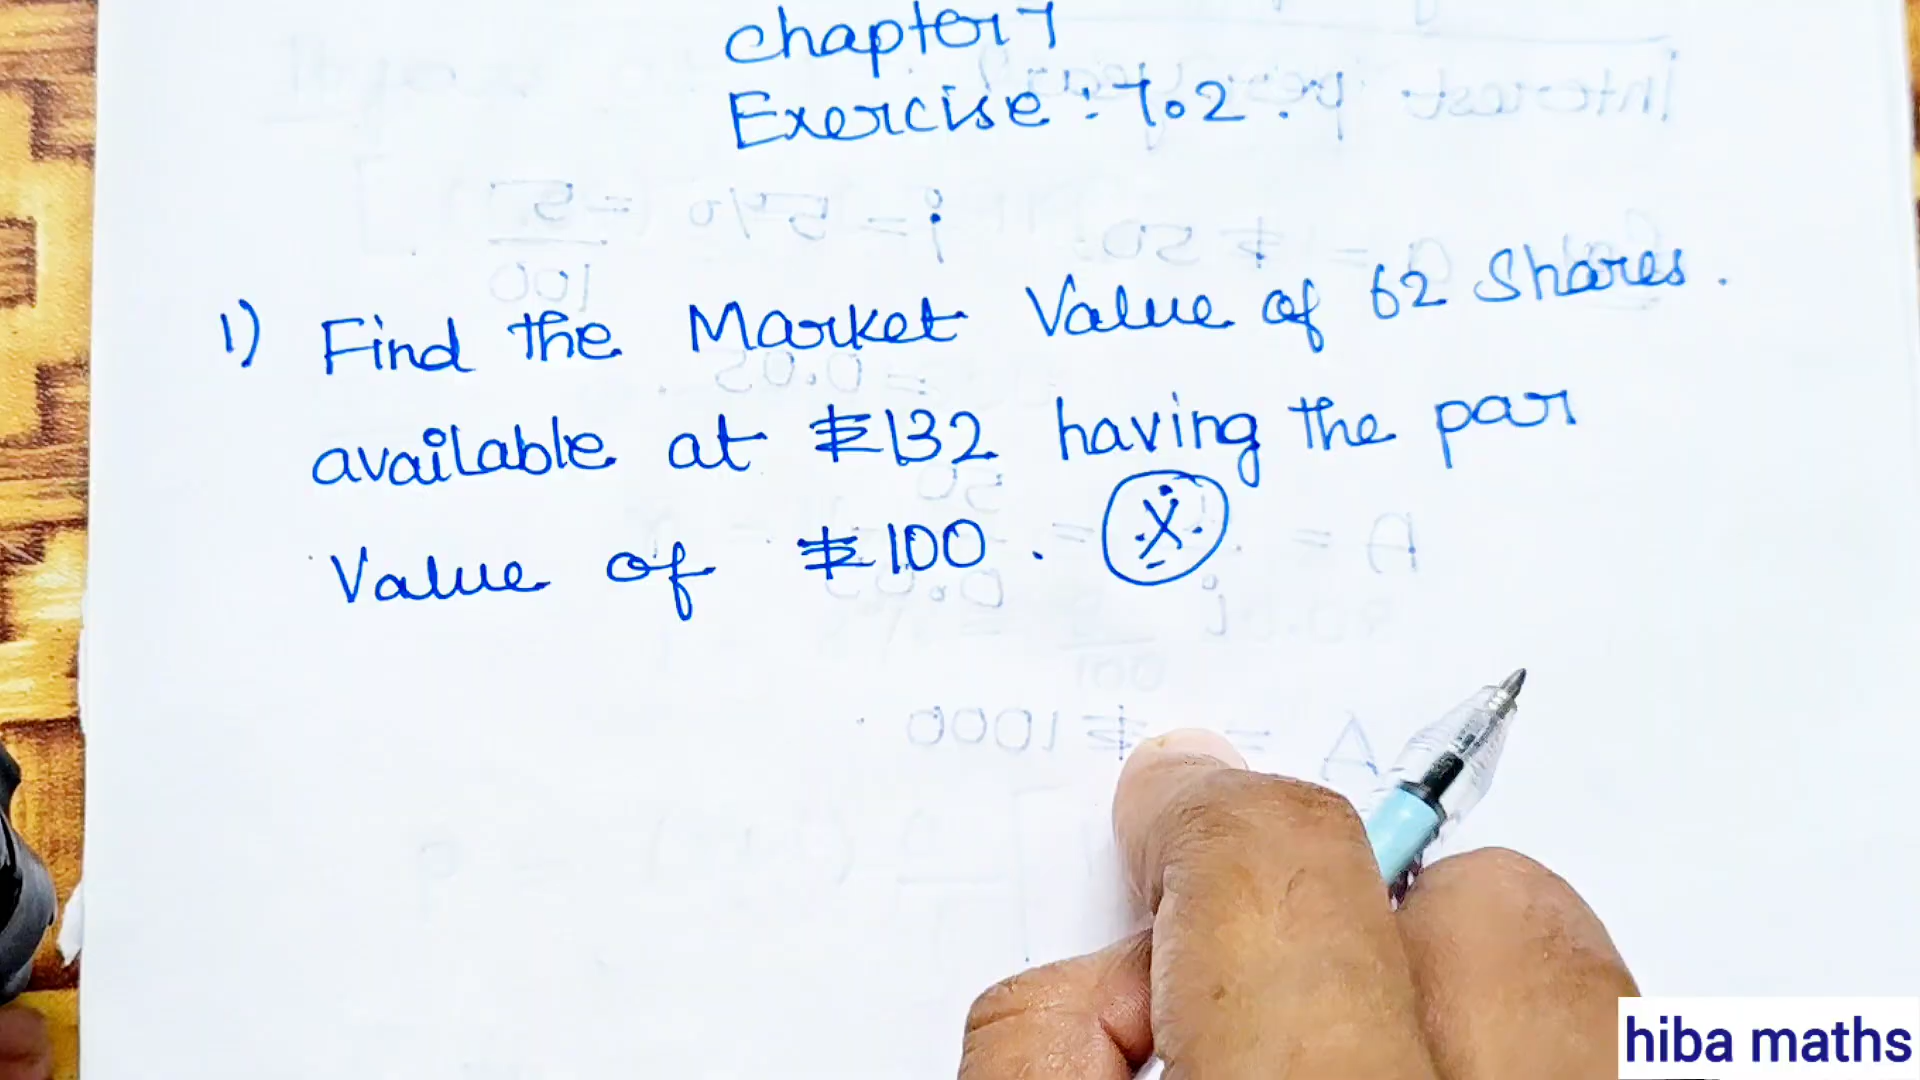 Chapter 7
Exercise : 7.2 .
1) Find the Market Value of 62 Shares.
available at ₹132 having the par
Value of ₹100 .
hiba maths